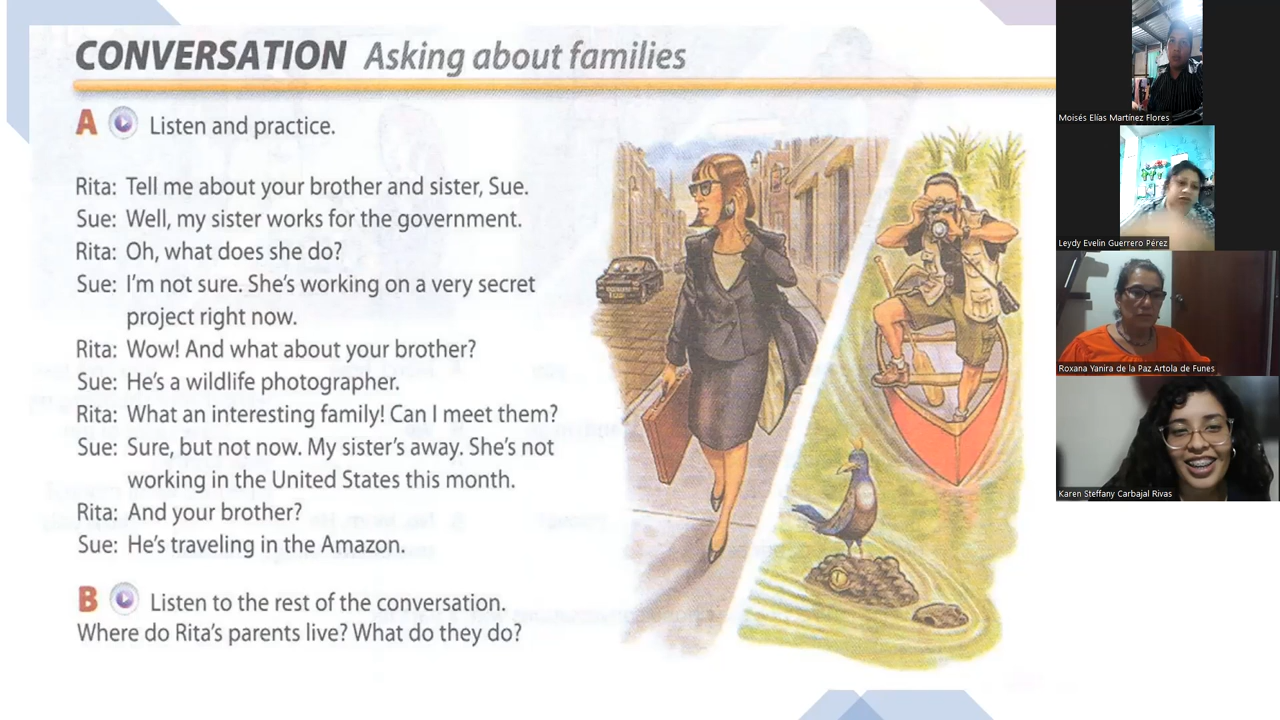 CONVERSATION Asking about families
A Listen and practice.
Rita: Tell me about your brother and sister, Sue.
Sue: Well, my sister works for the government.
Rita: Oh, what does she do?
Sue: I'm not sure. She's working on a very secret
project right now.
Rita: Wow! And what about your brother?
Sue: He's a wildlife photographer.
Rita: What an interesting family! Can I meet them?
Sue: Sure, but not now. My sister's away. She's not
working in the United States this month.
Rita: And your brother?
Sue: He's traveling in the Amazon.
B Listen to the rest of the conversation.
Where do Rita's parents live? What do they do?
Moisés Elías Martínez Flores
Leydy Evelin Guerrero Pérez
Roxana Yanira de la Paz Artola de Funes
Karen Steffany Carbajal Rivas